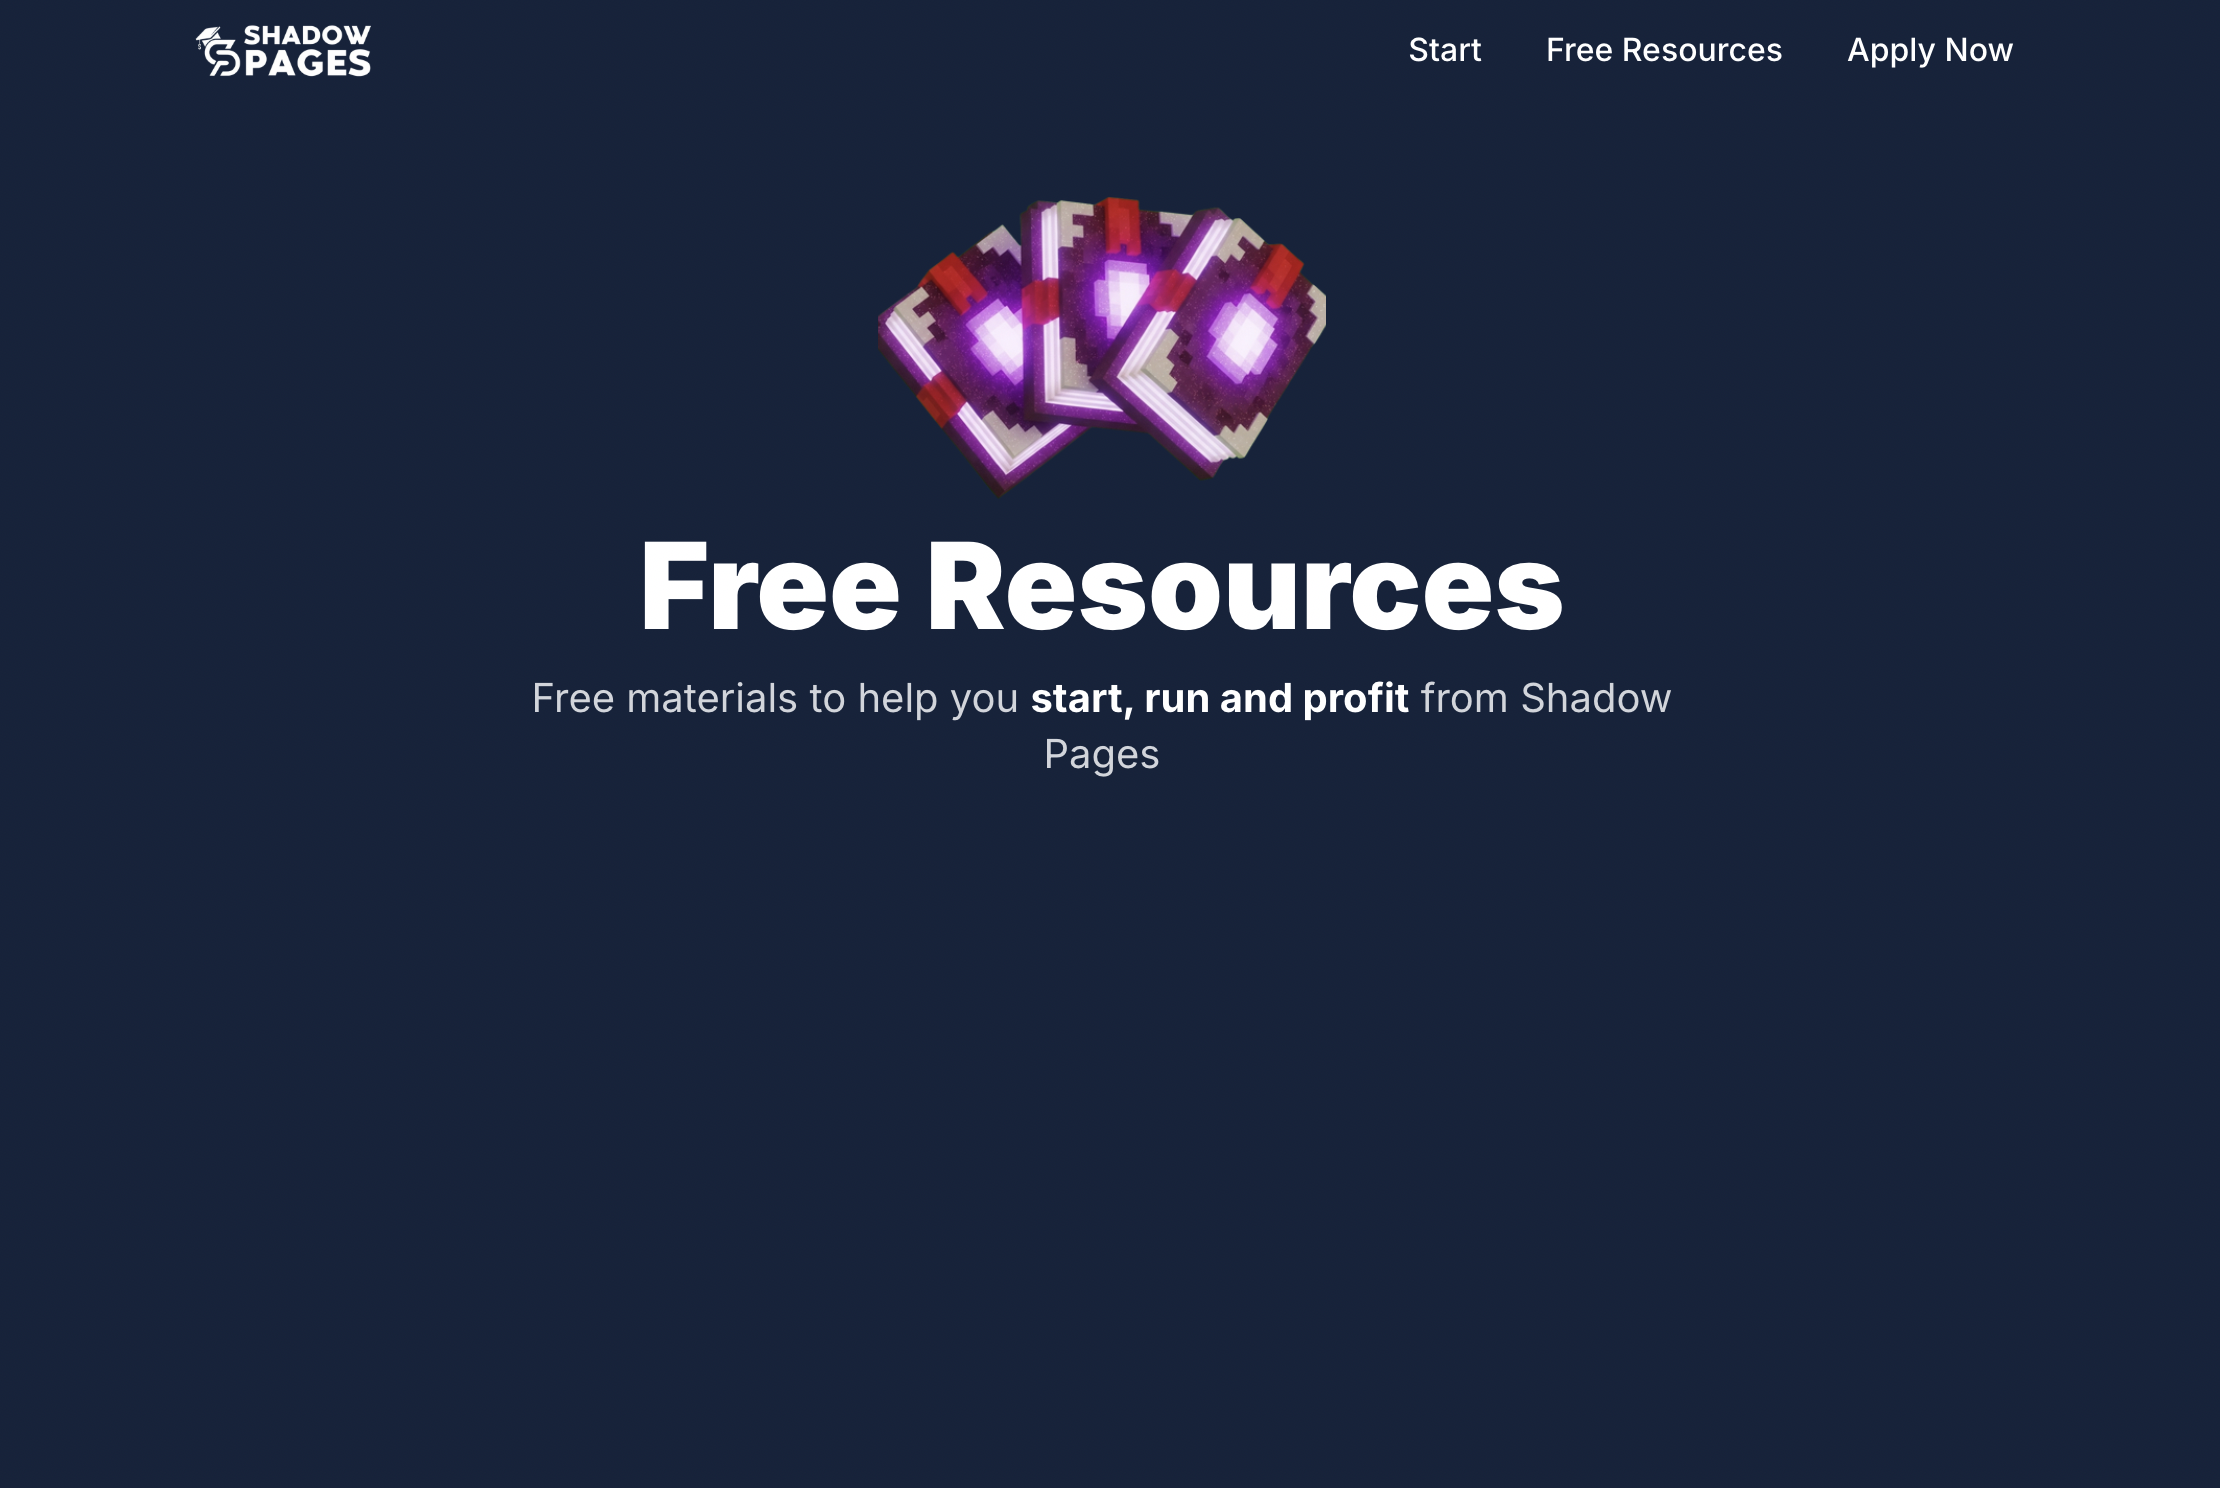 SHADOW
PAGES
Start
Free Resources
Apply Now
Free Resources
Free materials to help you start, run and profit from Shadow
Pages